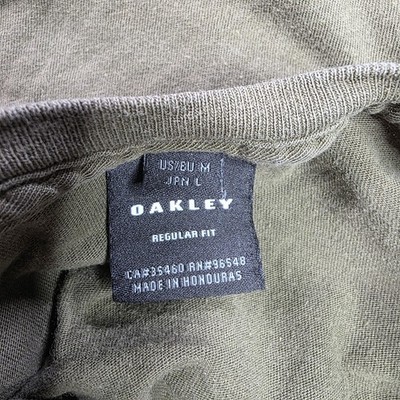 US/EU M
JPN L
OAKLEY
REGULAR FIT
CA#35460 RN#96548
MADE IN HONDURAS